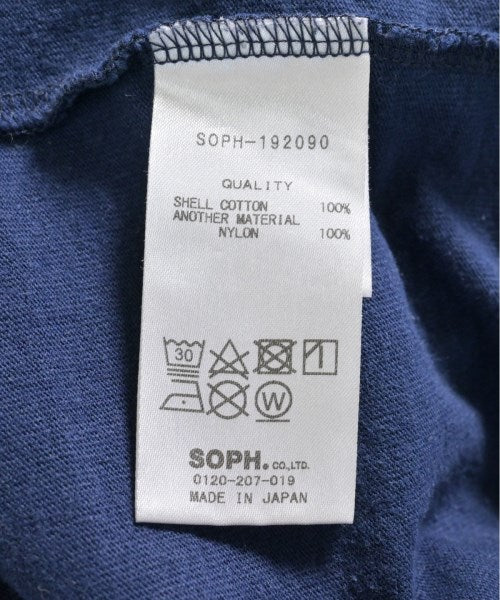 SOPH-192090
QUALITY
SHELL COTTON 100%
ANOTHER MATERIAL
NYLON 100%
30
W
SOPH. CO.,LTD.
0120-207-019
MADE IN JAPAN